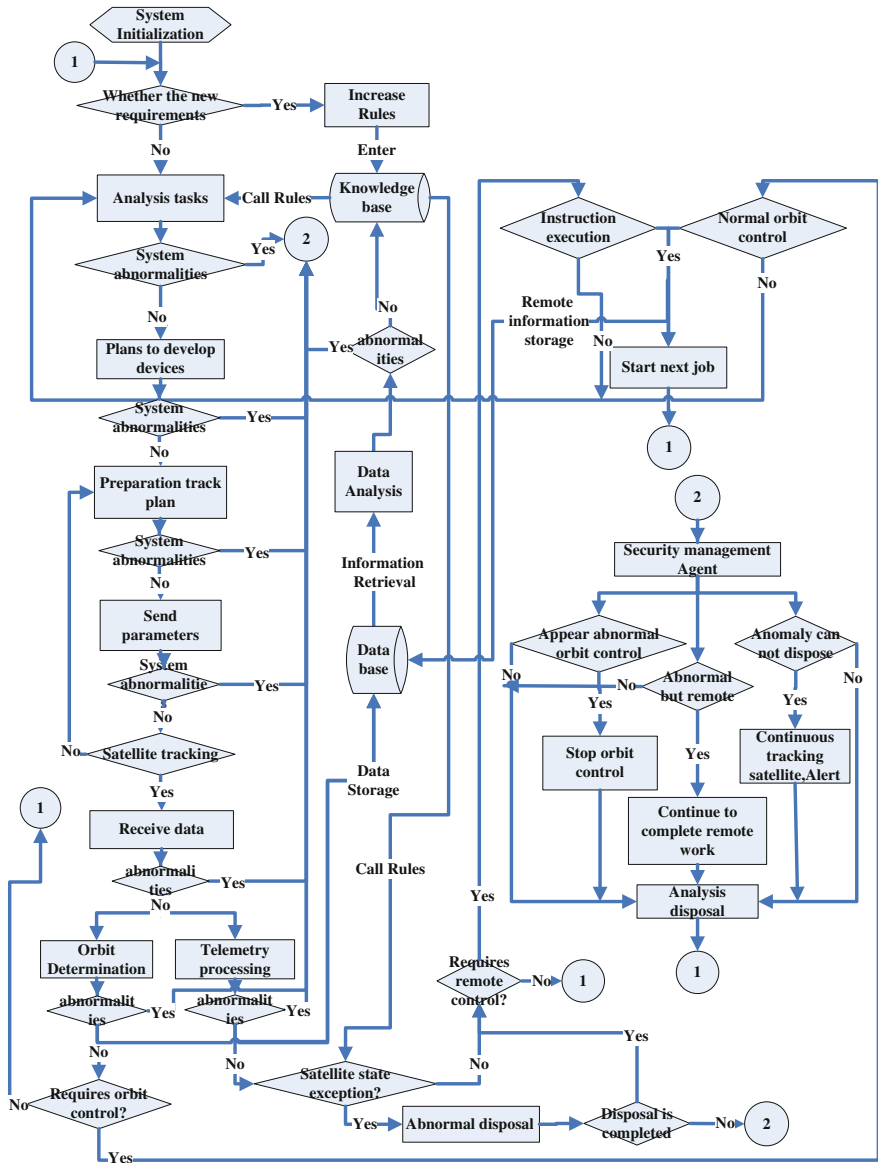 System
Initialization
1
Whether the new
requirements
Yes
Increase
Rules
No
Enter
Analysis tasks
Call Rules
Knowledge
base
System
abnormalities
Yes
2
No
Plans to develop
devices
System
abnormalities
Yes
No
Preparation track
plan
System
abnormalities
Yes
No
Send
parameters
System
abnormalitie
Yes
No
Satellite tracking
No
Yes
Receive data
abnormali
ties
Yes
No
1
Orbit
Determination
Telemetry
processing
abnormalit
ies
Yes
abnormalit
ies
Yes
No
No
Requires orbit
control?
No
Yes
No
abnormal
ities
Yes
Data
Analysis
Information
Retrieval
Data
base
Data
Storage
Call Rules
Satellite state
exception?
No
Yes
Abnormal disposal
Disposal is
completed
Yes
No
2
Requires
remote
control?
No
1
Yes
Instruction
execution
Normal orbit
control
Yes
No
Remote
information
storage
No
Start next job
1
2
Security management
Agent
Appear abnormal
orbit control
Anomaly can
not dispose
Abnormal
but remote
No
No
No
Yes
Yes
Yes
Stop orbit
control
Continuous
tracking
satellite,Alert
Continue to
complete remote
work
Analysis
disposal
1